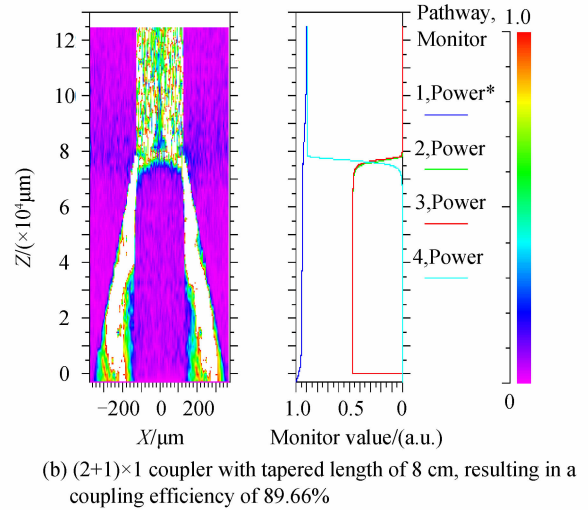 Pathway, 1.0
Monitor
1,Power*
2,Power
3,Power
4,Power
0
12
10
8
6
4
2
0
Z/(×10⁴μm)
−200 0 200
X/μm
1.0 0.5 0
Monitor value/(a.u.)
(b) (2+1)×1 coupler with tapered length of 8 cm, resulting in a
coupling efficiency of 89.66%